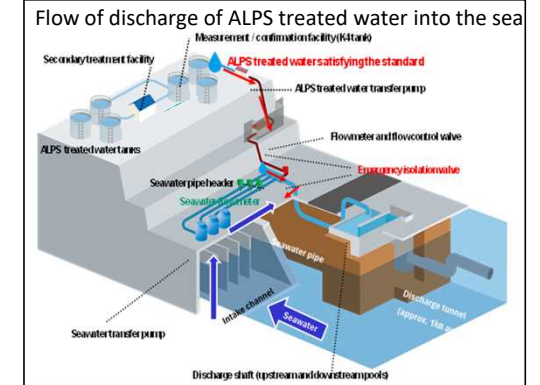 Flow of discharge of ALPS treated water into the sea
Measurement / confirmation facility (K4 tank)
Secondary treatment facility
ALPS treated water satisfying the standard
ALPS treated water transfer pump
Flowmeter and flow control valve
ALPS treated water tanks
Emergency isolation valve
Seawater pipe header
Seawater
Seawater pipe
Discharge tunnel
(approx. 1km
Intake channel
Seawater
Seawater transfer pump
Discharge shaft (upstream and downstream pools)